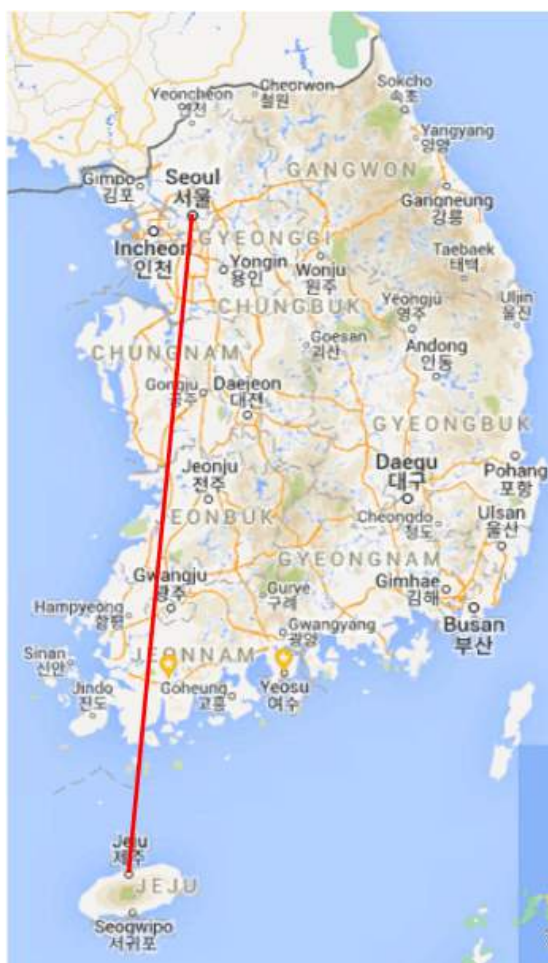 Cheorwon
철원
Yeoncheon
연천
Sokcho
속초
Yangyang
양양
GANGWON
Gimpo
김포
Seoul
서울
Gangneung
강릉
Incheon
인천
GYEONGGI
Taebaek
태백
Yongin
용인
Wonju
원주
Yeongju
영주
Uljin
울진
CHUNGBUK
Goesan
괴산
Andong
안동
CHUNGNAM
Gongju
공주
Daejeon
대전
GYEONGBUK
Daegu
대구
Pohang
포항
Jeonju
전주
EONBUK
Cheongdo
청도
Ulsan
울산
GYEONGNAM
Gwangju
광주
Gurye
구례
Gimhae
김해
Busan
부산
Hampyeong
함평
Gwangyang
광양
JEONNAM
Sinan
신안
Jindo
진도
Goheung
고흥
Yeosu
여수
Jeju
제주
JEJU
Seogwipo
서귀포